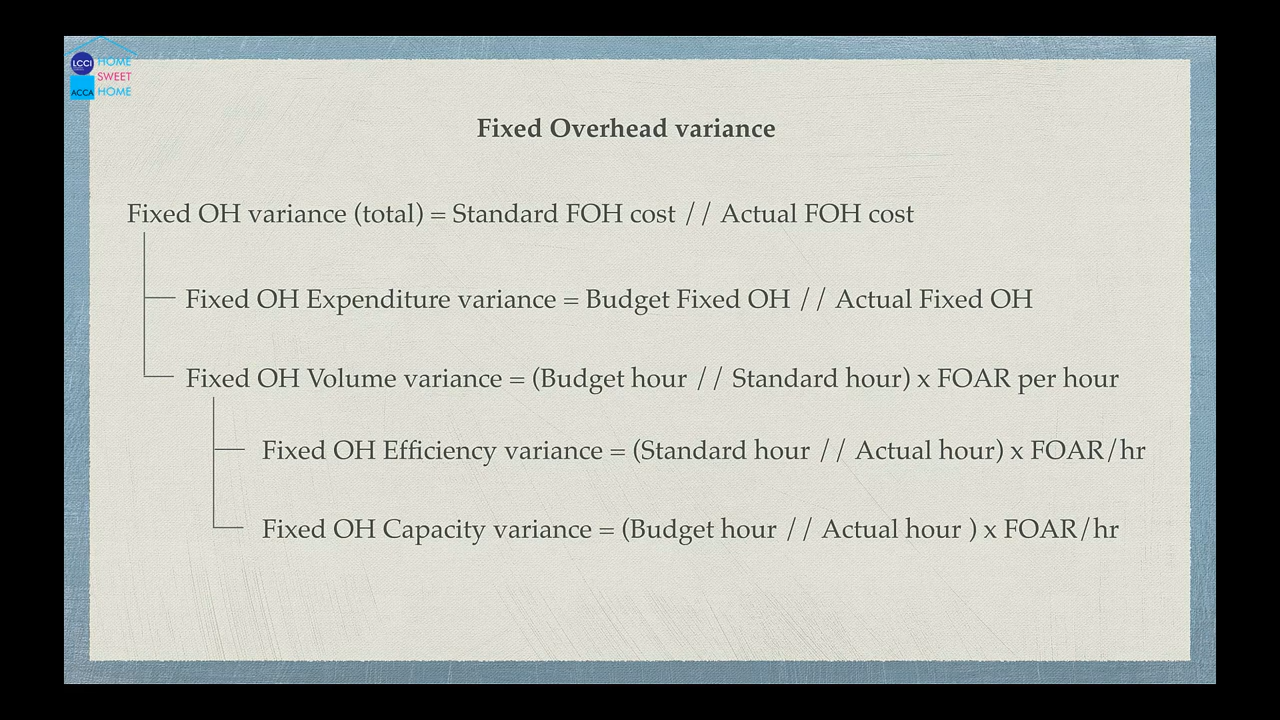 LCCI HOME
SWEET
ACCA HOME
Fixed Overhead variance
Fixed OH variance (total) = Standard FOH cost // Actual FOH cost
Fixed OH Expenditure variance = Budget Fixed OH // Actual Fixed OH
Fixed OH Volume variance = (Budget hour // Standard hour) x FOAR per hour
Fixed OH Efficiency variance = (Standard hour // Actual hour) x FOAR/hr
Fixed OH Capacity variance = (Budget hour // Actual hour ) x FOAR/hr